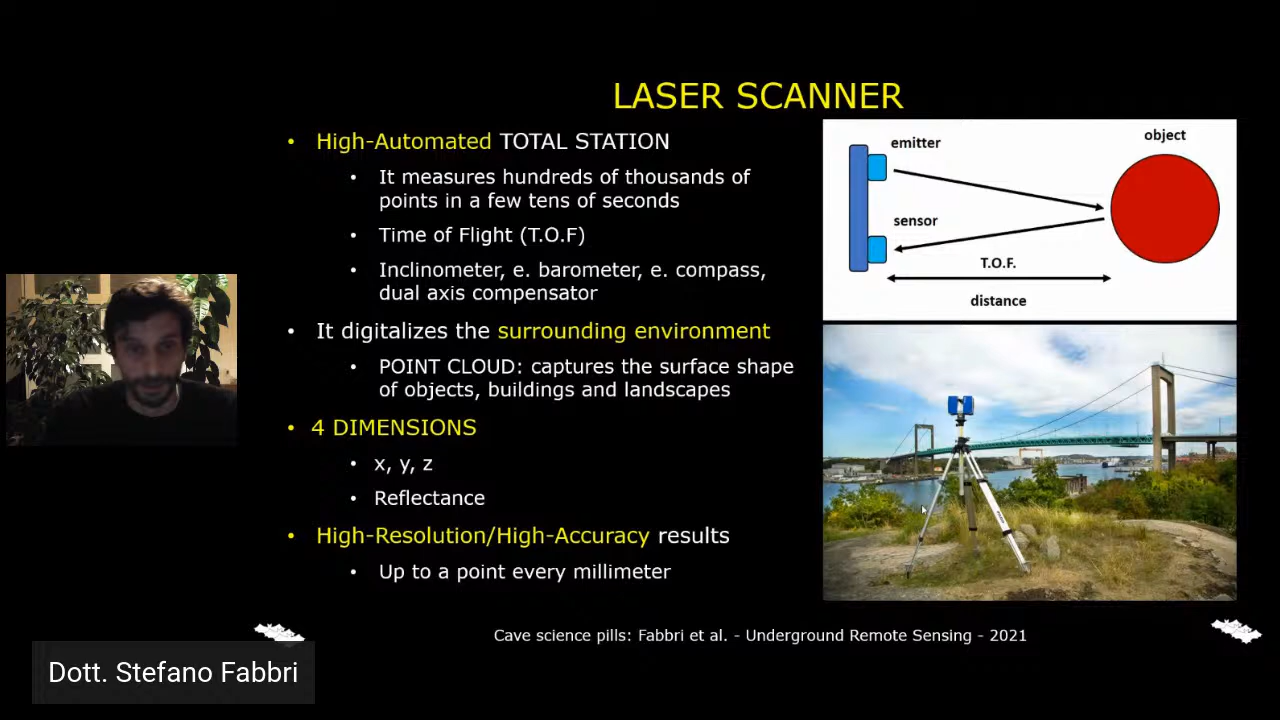 LASER SCANNER
• High-Automated TOTAL STATION
• It measures hundreds of thousands of
points in a few tens of seconds
• Time of Flight (T.O.F)
• Inclinometer, e. barometer, e. compass,
dual axis compensator
• It digitalizes the surrounding environment
• POINT CLOUD: captures the surface shape
of objects, buildings and landscapes
• 4 DIMENSIONS
• x, y, z
• Reflectance
• High-Resolution/High-Accuracy results
• Up to a point every millimeter
emitter
object
sensor
T.O.F.
distance
Cave science pills: Fabbri et al. - Underground Remote Sensing - 2021
Dott. Stefano Fabbri